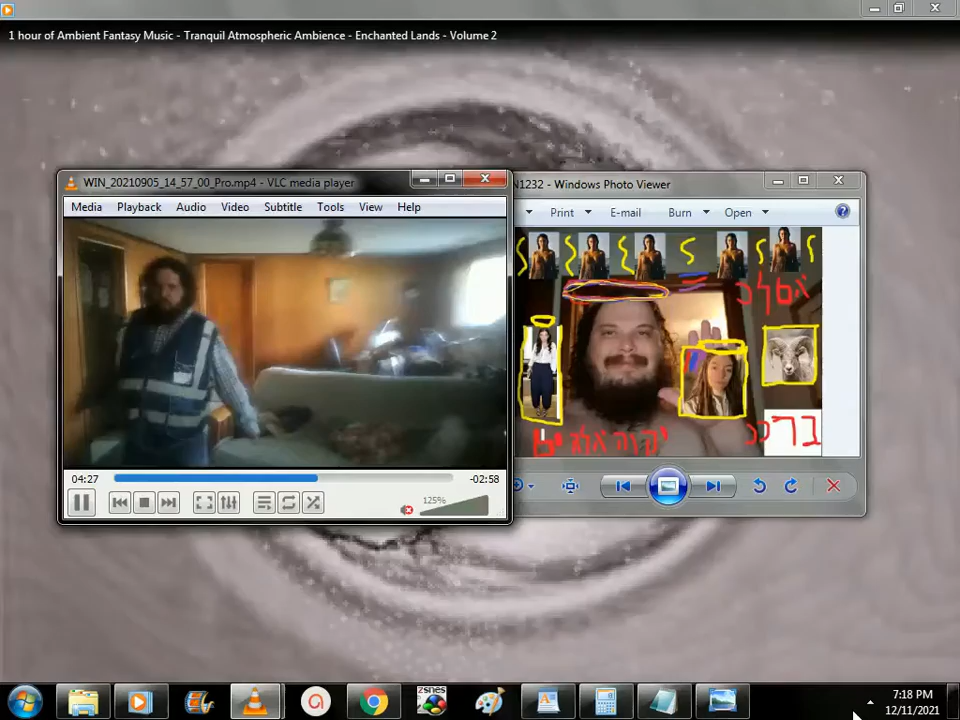 1 hour of Ambient Fantasy Music - Tranquil Atmospheric Ambience - Enchanted Lands - Volume 2
WIN_20210905_14_57_00_Pro.mp4 - VLC media player
Media Playback Audio Video Subtitle Tools View Help
04:27
-02:58
125%
N1232 - Windows Photo Viewer
Print E-mail Burn Open
zsnes
7:18 PM
12/11/2021